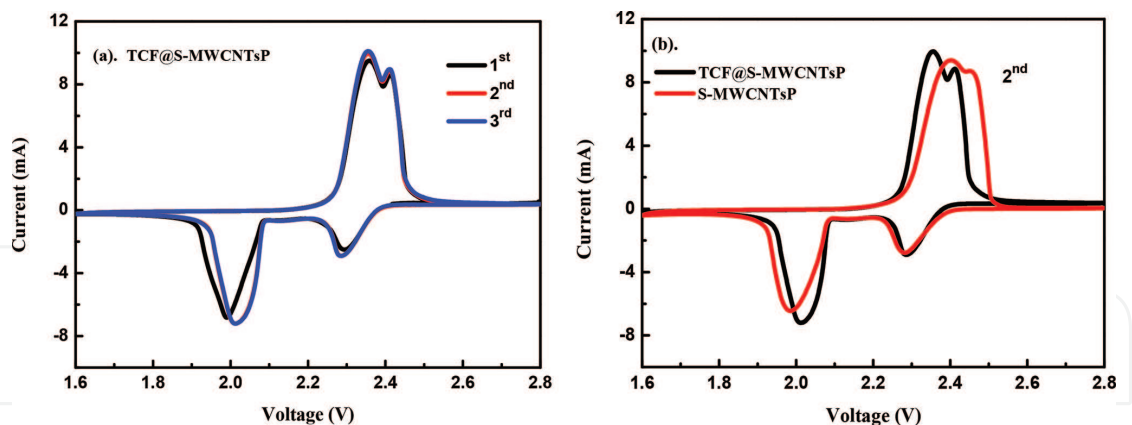 12
8
4
0
-4
-8
Current (mA)
(a). TCF@S-MWCNTsP
1st
2nd
3rd
1.6 1.8 2.0 2.2 2.4 2.6 2.8
Voltage (V)
12
8
4
0
-4
-8
Current (mA)
(b).
TCF@S-MWCNTsP
S-MWCNTsP
2nd
1.6 1.8 2.0 2.2 2.4 2.6 2.8
Voltage (V)